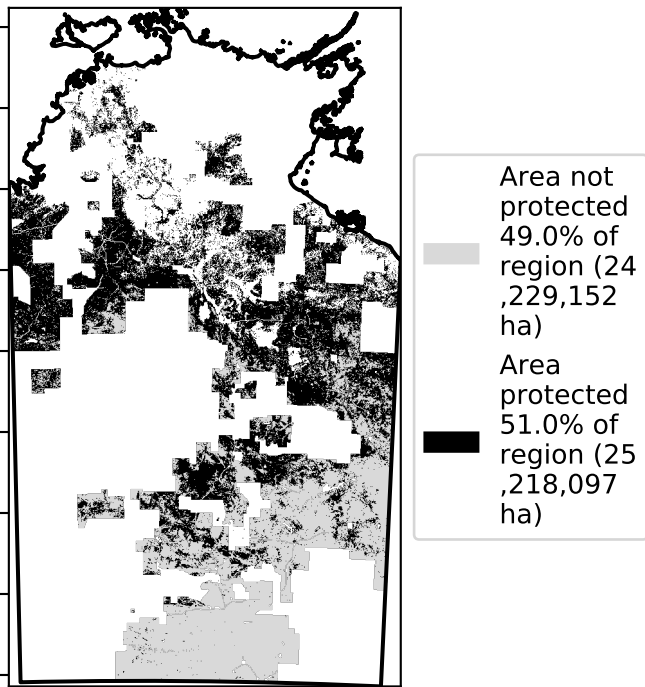 Area not
protected
49.0% of
region (24
,229,152
ha)
Area
protected
51.0% of
region (25
,218,097
ha)